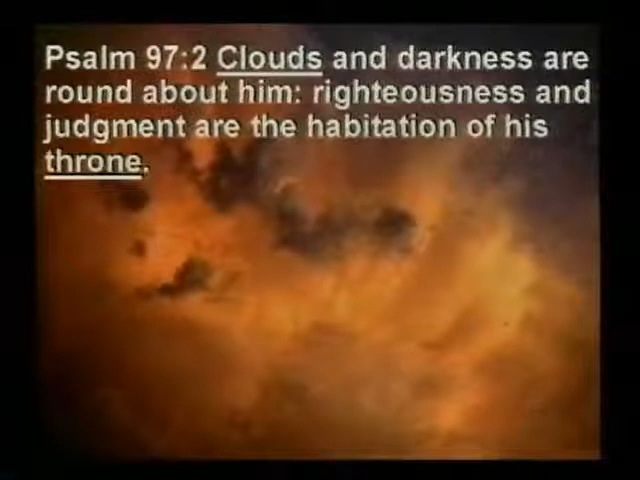 Psalm 97:2 Clouds and darkness are
round about him: righteousness and
judgment are the habitation of his
throne.